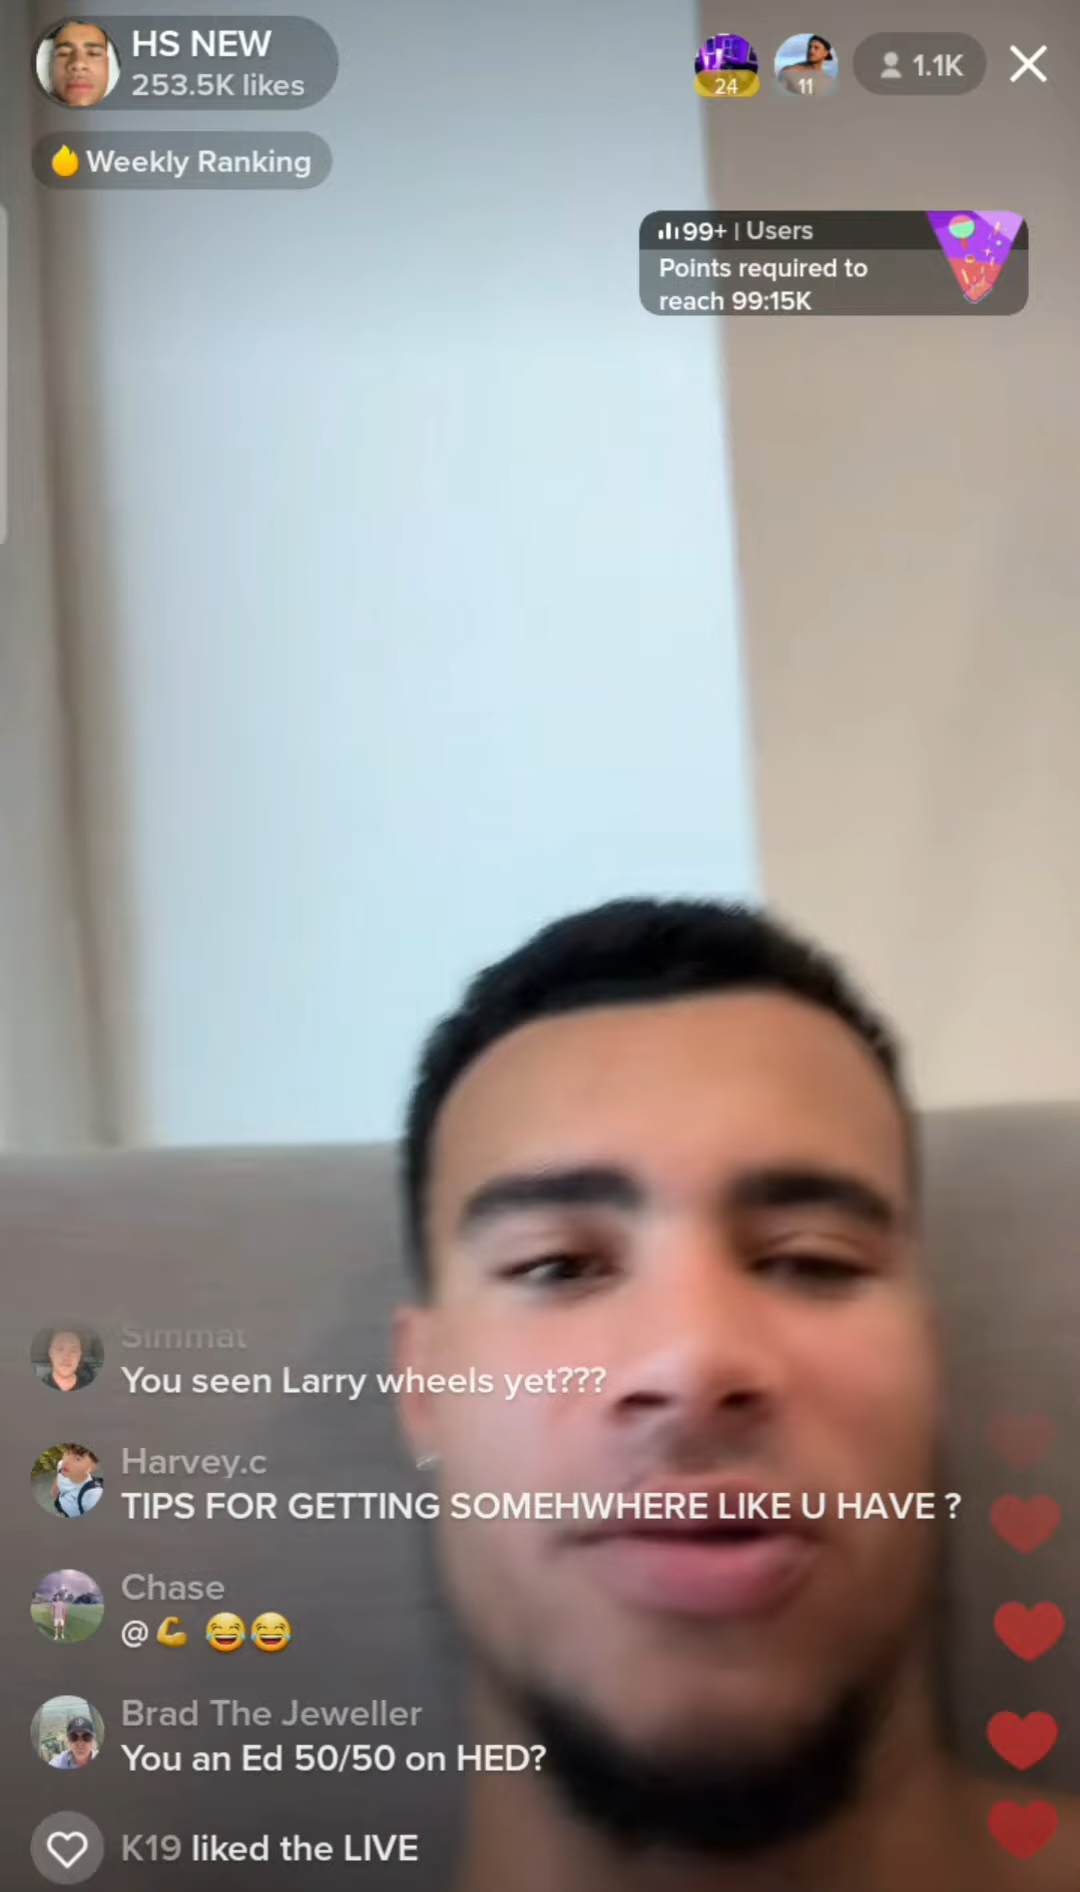 HS NEW
253.5K likes
24
11
1.1K
Weekly Ranking
99+ | Users
Points required to
reach 99:15K
Simmat
You seen Larry wheels yet???
Harvey.c
TIPS FOR GETTING SOMEHWHERE LIKE U HAVE ?
Chase
@💪 😂😂
Brad The Jeweller
You an Ed 50/50 on HED?
K19 liked the LIVE